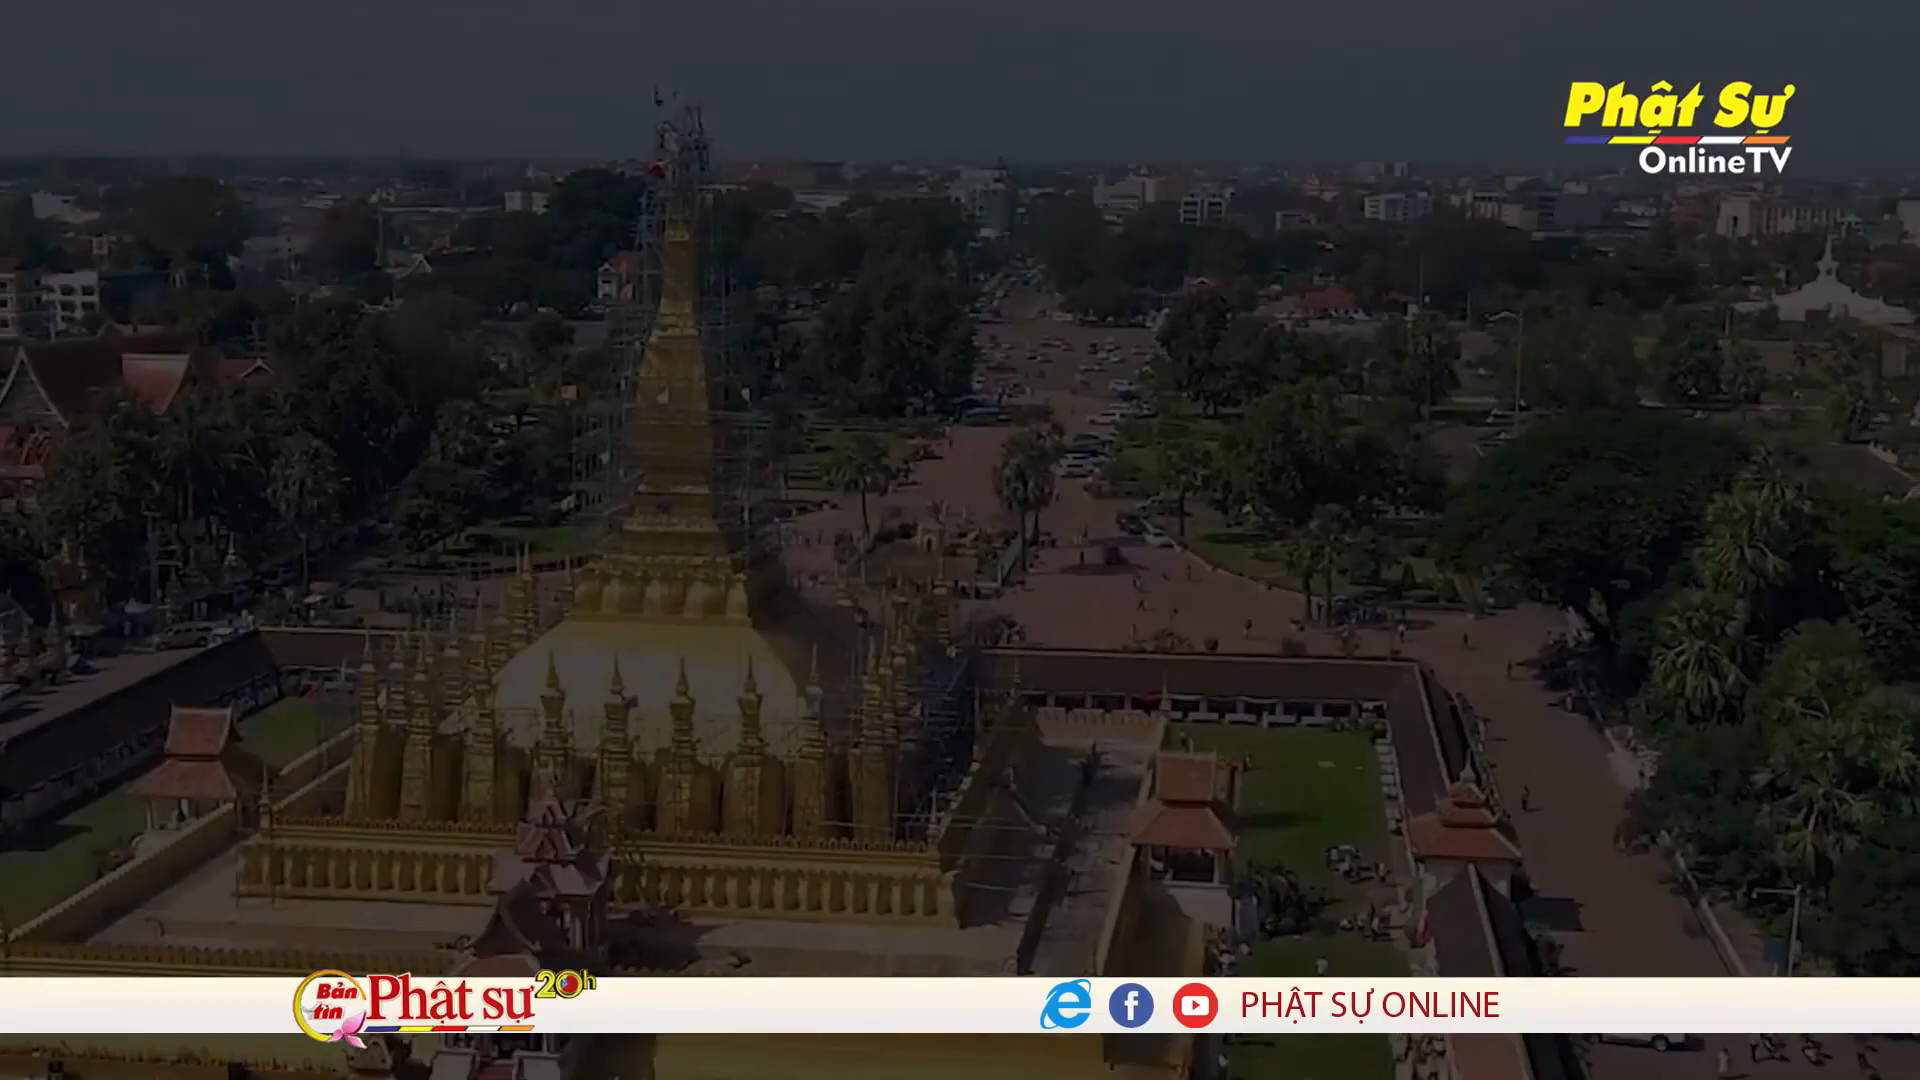 Phật Sự
OnlineTV
Bản tin Phật sự 20h
PHẬT SỰ ONLINE